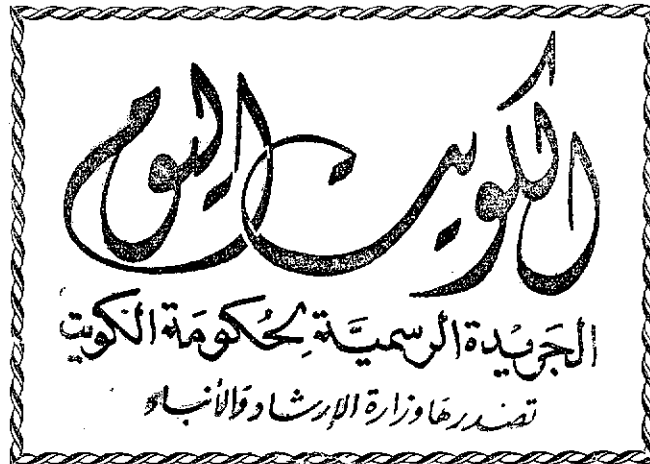 الكويت اليوم
الجريدة الرسمية لحكومة الكويت
تصدرها وزارة الإرشاد والأنباء